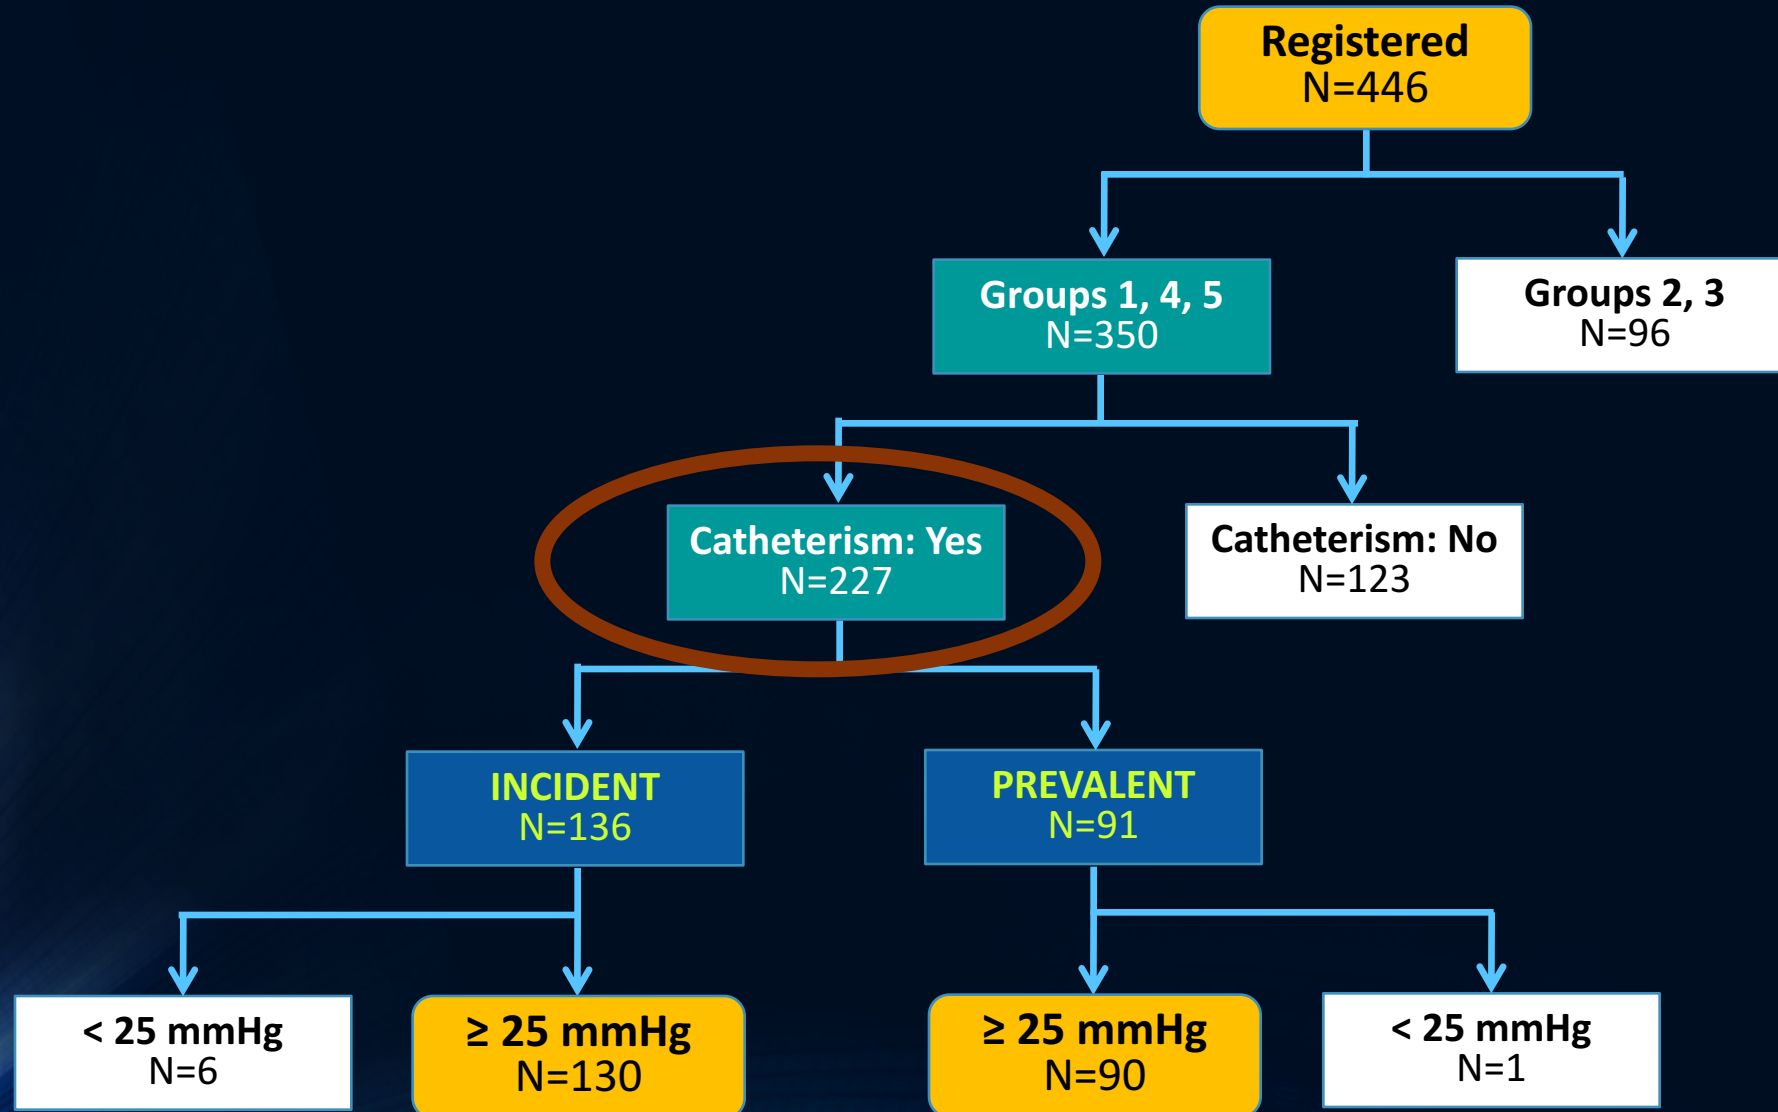 Registered
N=446
Groups 1, 4, 5
N=350
Groups 2, 3
N=96
Catheterism: Yes
N=227
Catheterism: No
N=123
INCIDENT
N=136
PREVALENT
N=91
< 25 mmHg
N=6
≥ 25 mmHg
N=130
≥ 25 mmHg
N=90
< 25 mmHg
N=1